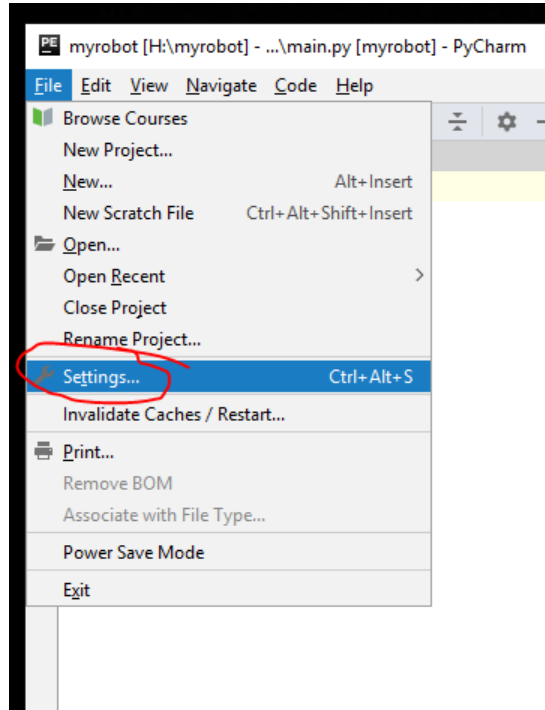 PE myrobot [H:\myrobot] - ...\main.py [myrobot] - PyCharm
File Edit View Navigate Code Help
Browse Courses
New Project...
New... Alt+Insert
New Scratch File Ctrl+Alt+Shift+Insert
Open...
Open Recent
Close Project
Rename Project...
Settings... Ctrl+Alt+S
Invalidate Caches / Restart...
Print...
Remove BOM
Associate with File Type...
Power Save Mode
Exit